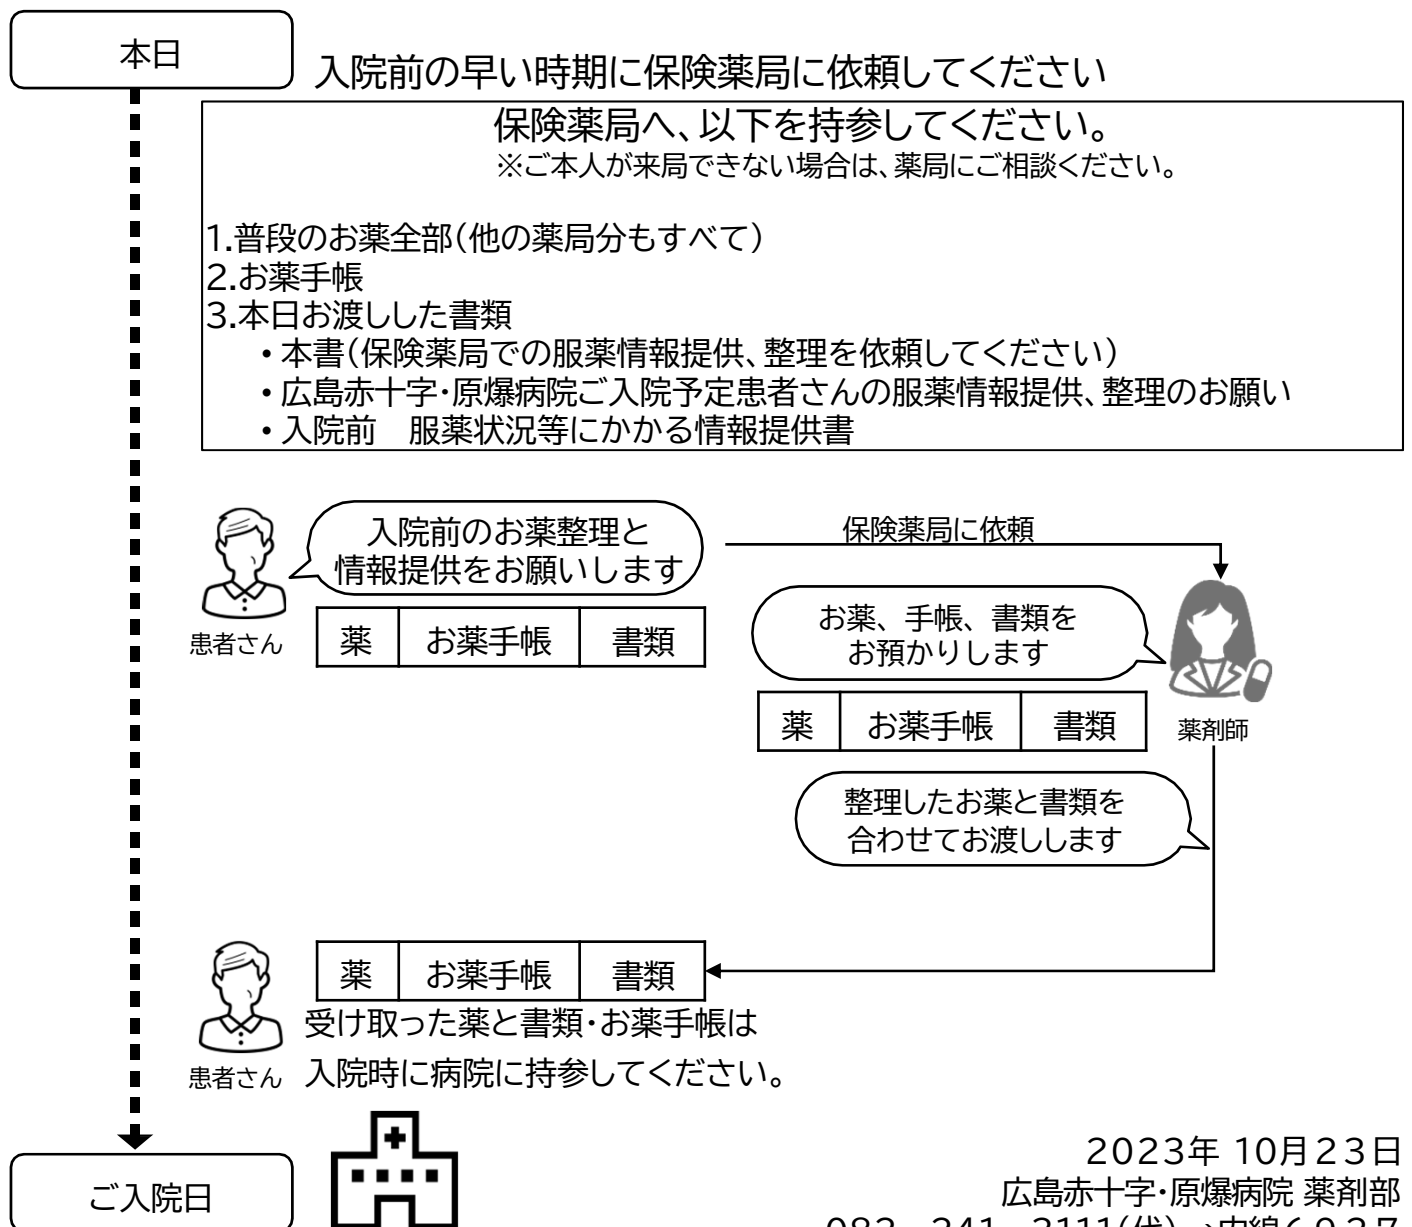 本日
入院前の早い時期に保険薬局に依頼してください
保険薬局へ、以下を持参してください。
※ご本人が来局できない場合は、薬局にご相談ください。
1.普段のお薬全部(他の薬局分もすべて)
2.お薬手帳
3.本日お渡しした書類
・本書(保険薬局での服薬情報提供、整理を依頼してください)
・広島赤十字・原爆病院ご入院予定患者さんの服薬情報提供、整理のお願い
・入院前　服薬状況等にかかる情報提供書
入院前のお薬整理と
情報提供をお願いします
保険薬局に依頼
患者さん
薬 お薬手帳 書類
お薬、手帳、書類を
お預かりします
薬 お薬手帳 書類
薬剤師
整理したお薬と書類を
合わせてお渡しします
薬 お薬手帳 書類
受け取った薬と書類・お薬手帳は
入院時に病院に持参してください。
患者さん
2023年 10月23日
広島赤十字・原爆病院 薬剤部
ご入院日